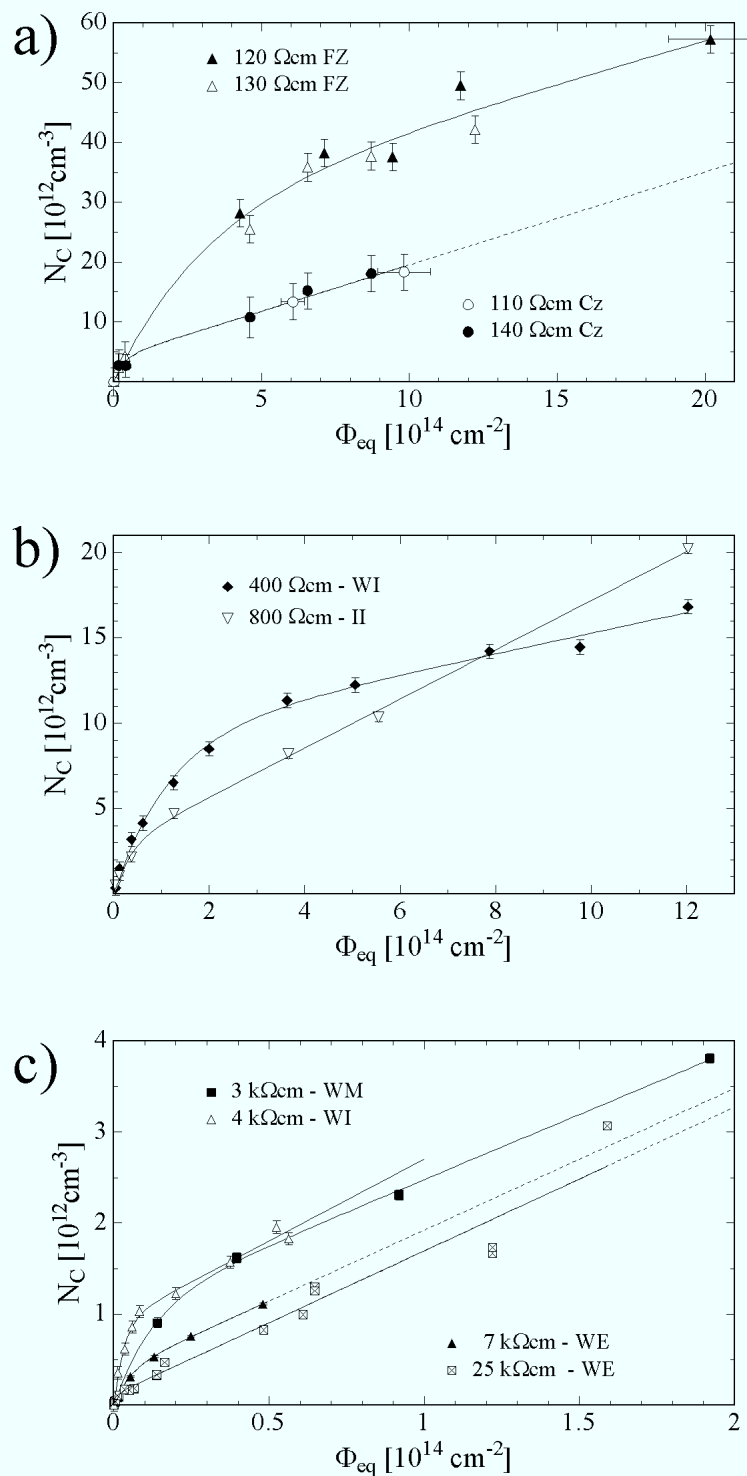 a)
60
50
40
30
20
10
N_C [10^12cm^-3]
120 Ωcm FZ
130 Ωcm FZ
110 Ωcm Cz
140 Ωcm Cz
0 5 10 15 20
Φ_eq [10^14 cm^-2]
b)
20
15
10
5
N_C [10^12cm^-3]
400 Ωcm - WI
800 Ωcm - II
0 2 4 6 8 10 12
Φ_eq [10^14 cm^-2]
c)
4
3
2
1
0
N_C [10^12cm^-3]
3 kΩcm - WM
4 kΩcm - WI
7 kΩcm - WE
25 kΩcm - WE
0 0.5 1 1.5 2
Φ_eq [10^14 cm^-2]